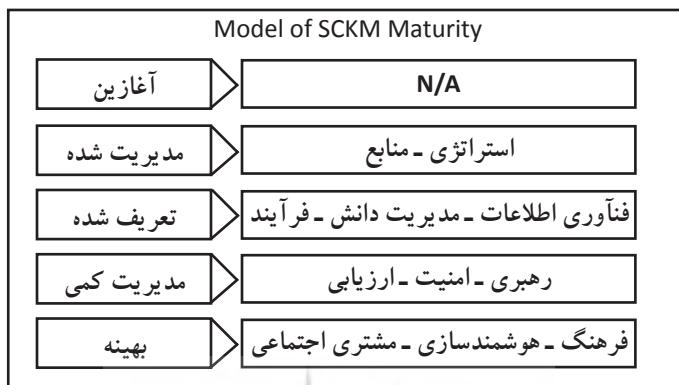 Model of SCKM Maturity
آغازین
N/A
مدیریت شده
استراتژی ـ منابع
تعریف شده
فنآوری اطلاعات ـ مدیریت دانش ـ فرآیند
مدیریت کمی
رهبری ـ امنیت ـ ارزیابی
بهینه
فرهنگ ـ هوشمندسازی ـ مشتری اجتماعی